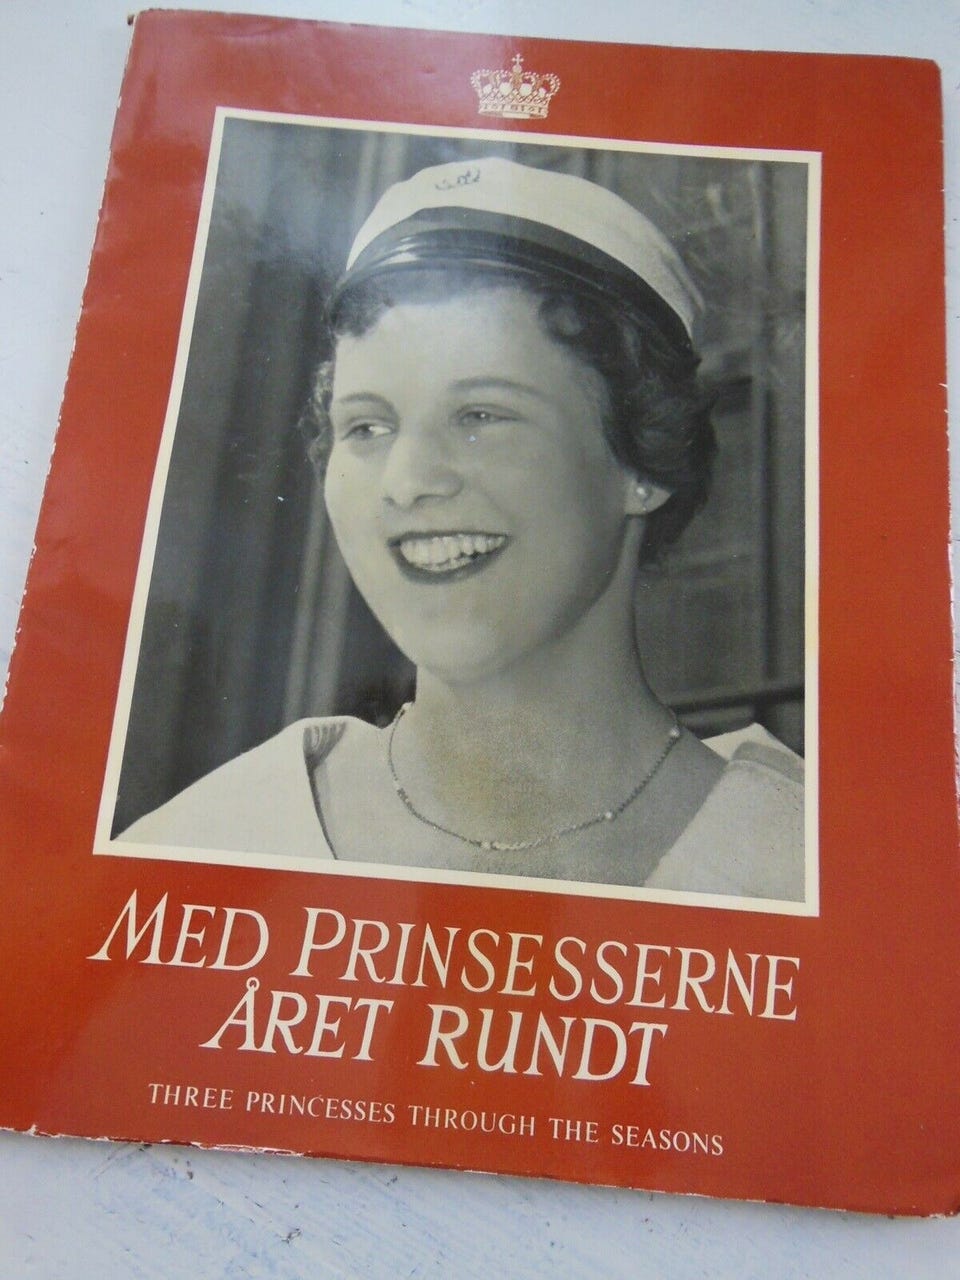 MED PRINSESSERNE
ÅRET RUNDT
THREE PRINCESSES THROUGH THE SEASONS